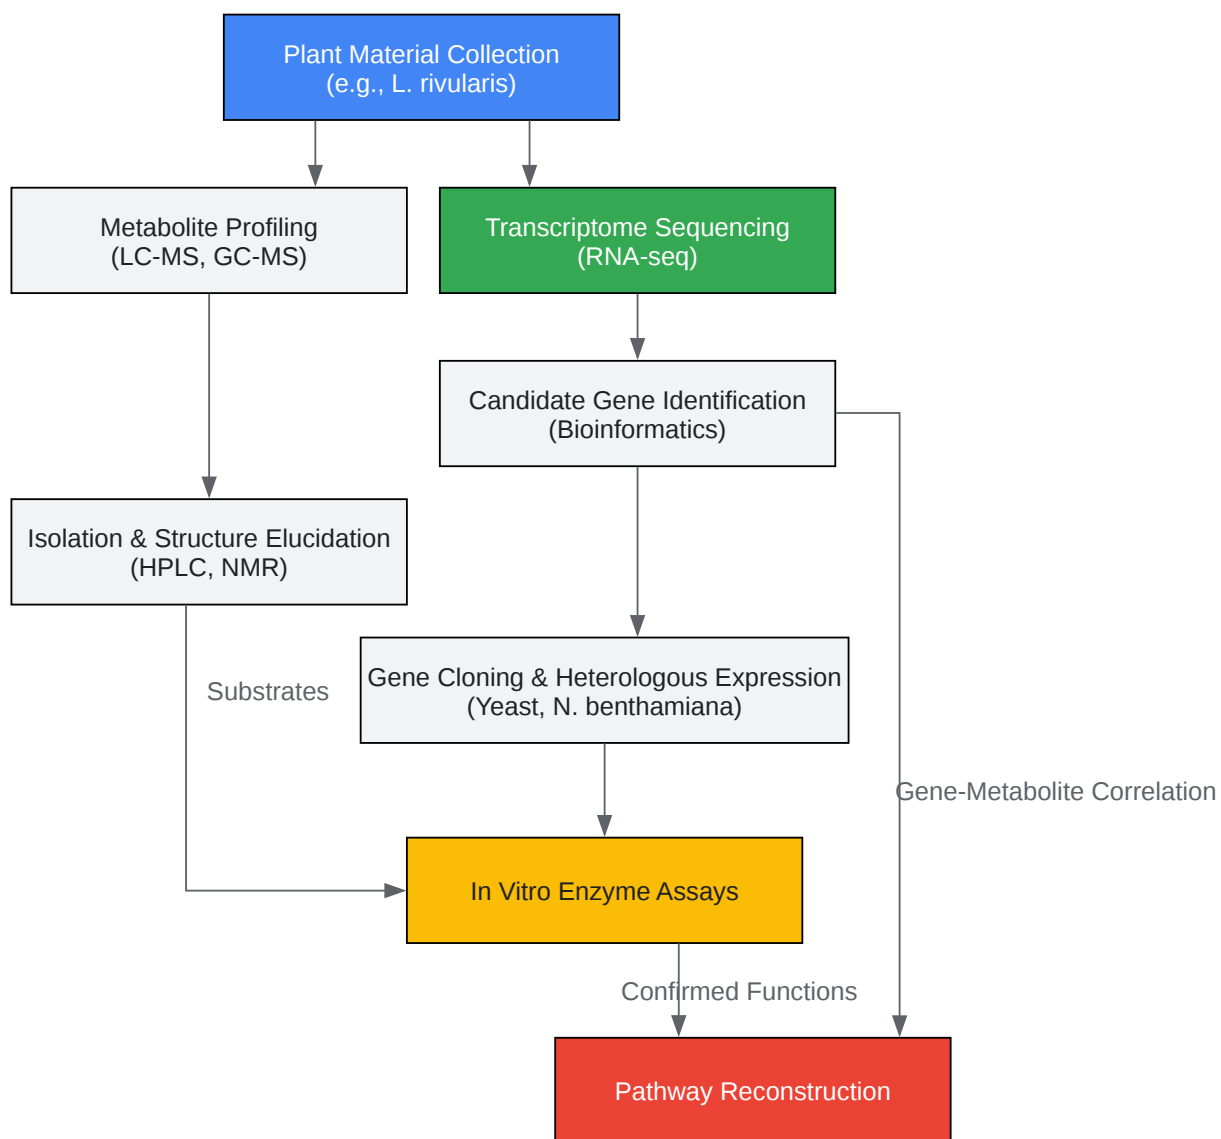 Plant Material Collection
(e.g., L. rivularis)
Metabolite Profiling
(LC-MS, GC-MS)
Transcriptome Sequencing
(RNA-seq)
Candidate Gene Identification
(Bioinformatics)
Isolation & Structure Elucidation
(HPLC, NMR)
Gene Cloning & Heterologous Expression
(Yeast, N. benthamiana)
Substrates
Gene-Metabolite Correlation
In Vitro Enzyme Assays
Confirmed Functions
Pathway Reconstruction